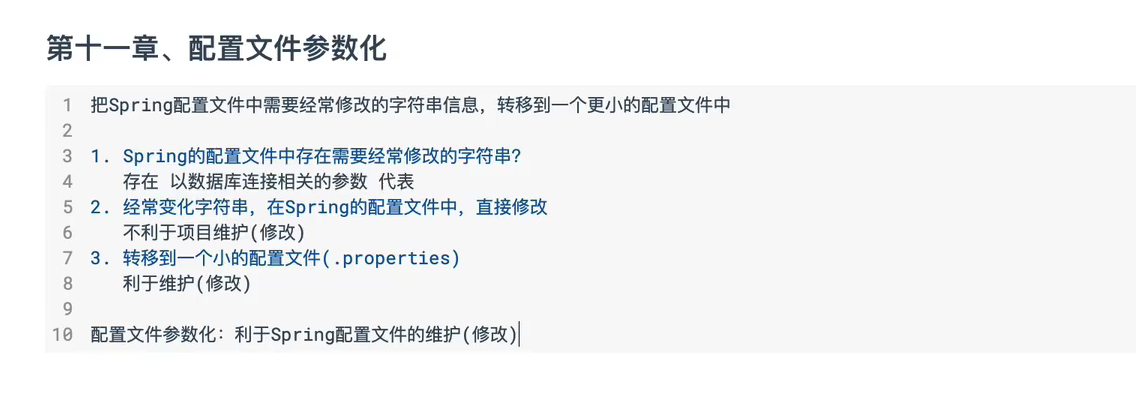 第十一章、配置文件参数化
1 把Spring配置文件中需要经常修改的字符串信息，转移到一个更小的配置文件中
2
3 1. Spring的配置文件中存在需要经常修改的字符串？
4 存在 以数据库连接相关的参数 代表
5 2. 经常变化字符串，在Spring的配置文件中，直接修改
6 不利于项目维护(修改)
7 3. 转移到一个小的配置文件(.properties)
8 利于维护(修改)
9
10 配置文件参数化：利于Spring配置文件的维护(修改)